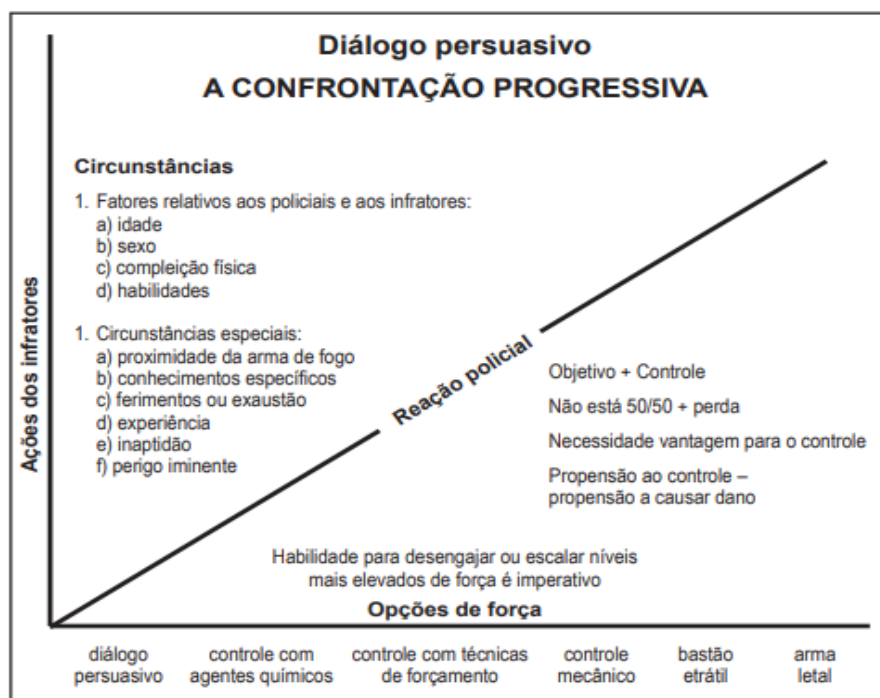 Diálogo persuasivo
A CONFRONTAÇÃO PROGRESSIVA
Circunstâncias
1. Fatores relativos aos policiais e aos infratores:
a) idade
b) sexo
c) compleição física
d) habilidades
1. Circunstâncias especiais:
a) proximidade da arma de fogo
b) conhecimentos específicos
c) ferimentos ou exaustão
d) experiência
e) inaptidão
f) perigo iminente
Ações dos infratores
Reação policial
Objetivo + Controle
Não está 50/50 + perda
Necessidade vantagem para o controle
Propensão ao controle –
propensão a causar dano
Habilidade para desengajar ou escalar níveis
mais elevados de força é imperativo
Opções de força
diálogo
persuasivo
controle com
agentes químicos
controle com técnicas
de forçamento
controle
mecânico
bastão
etrátil
arma
letal